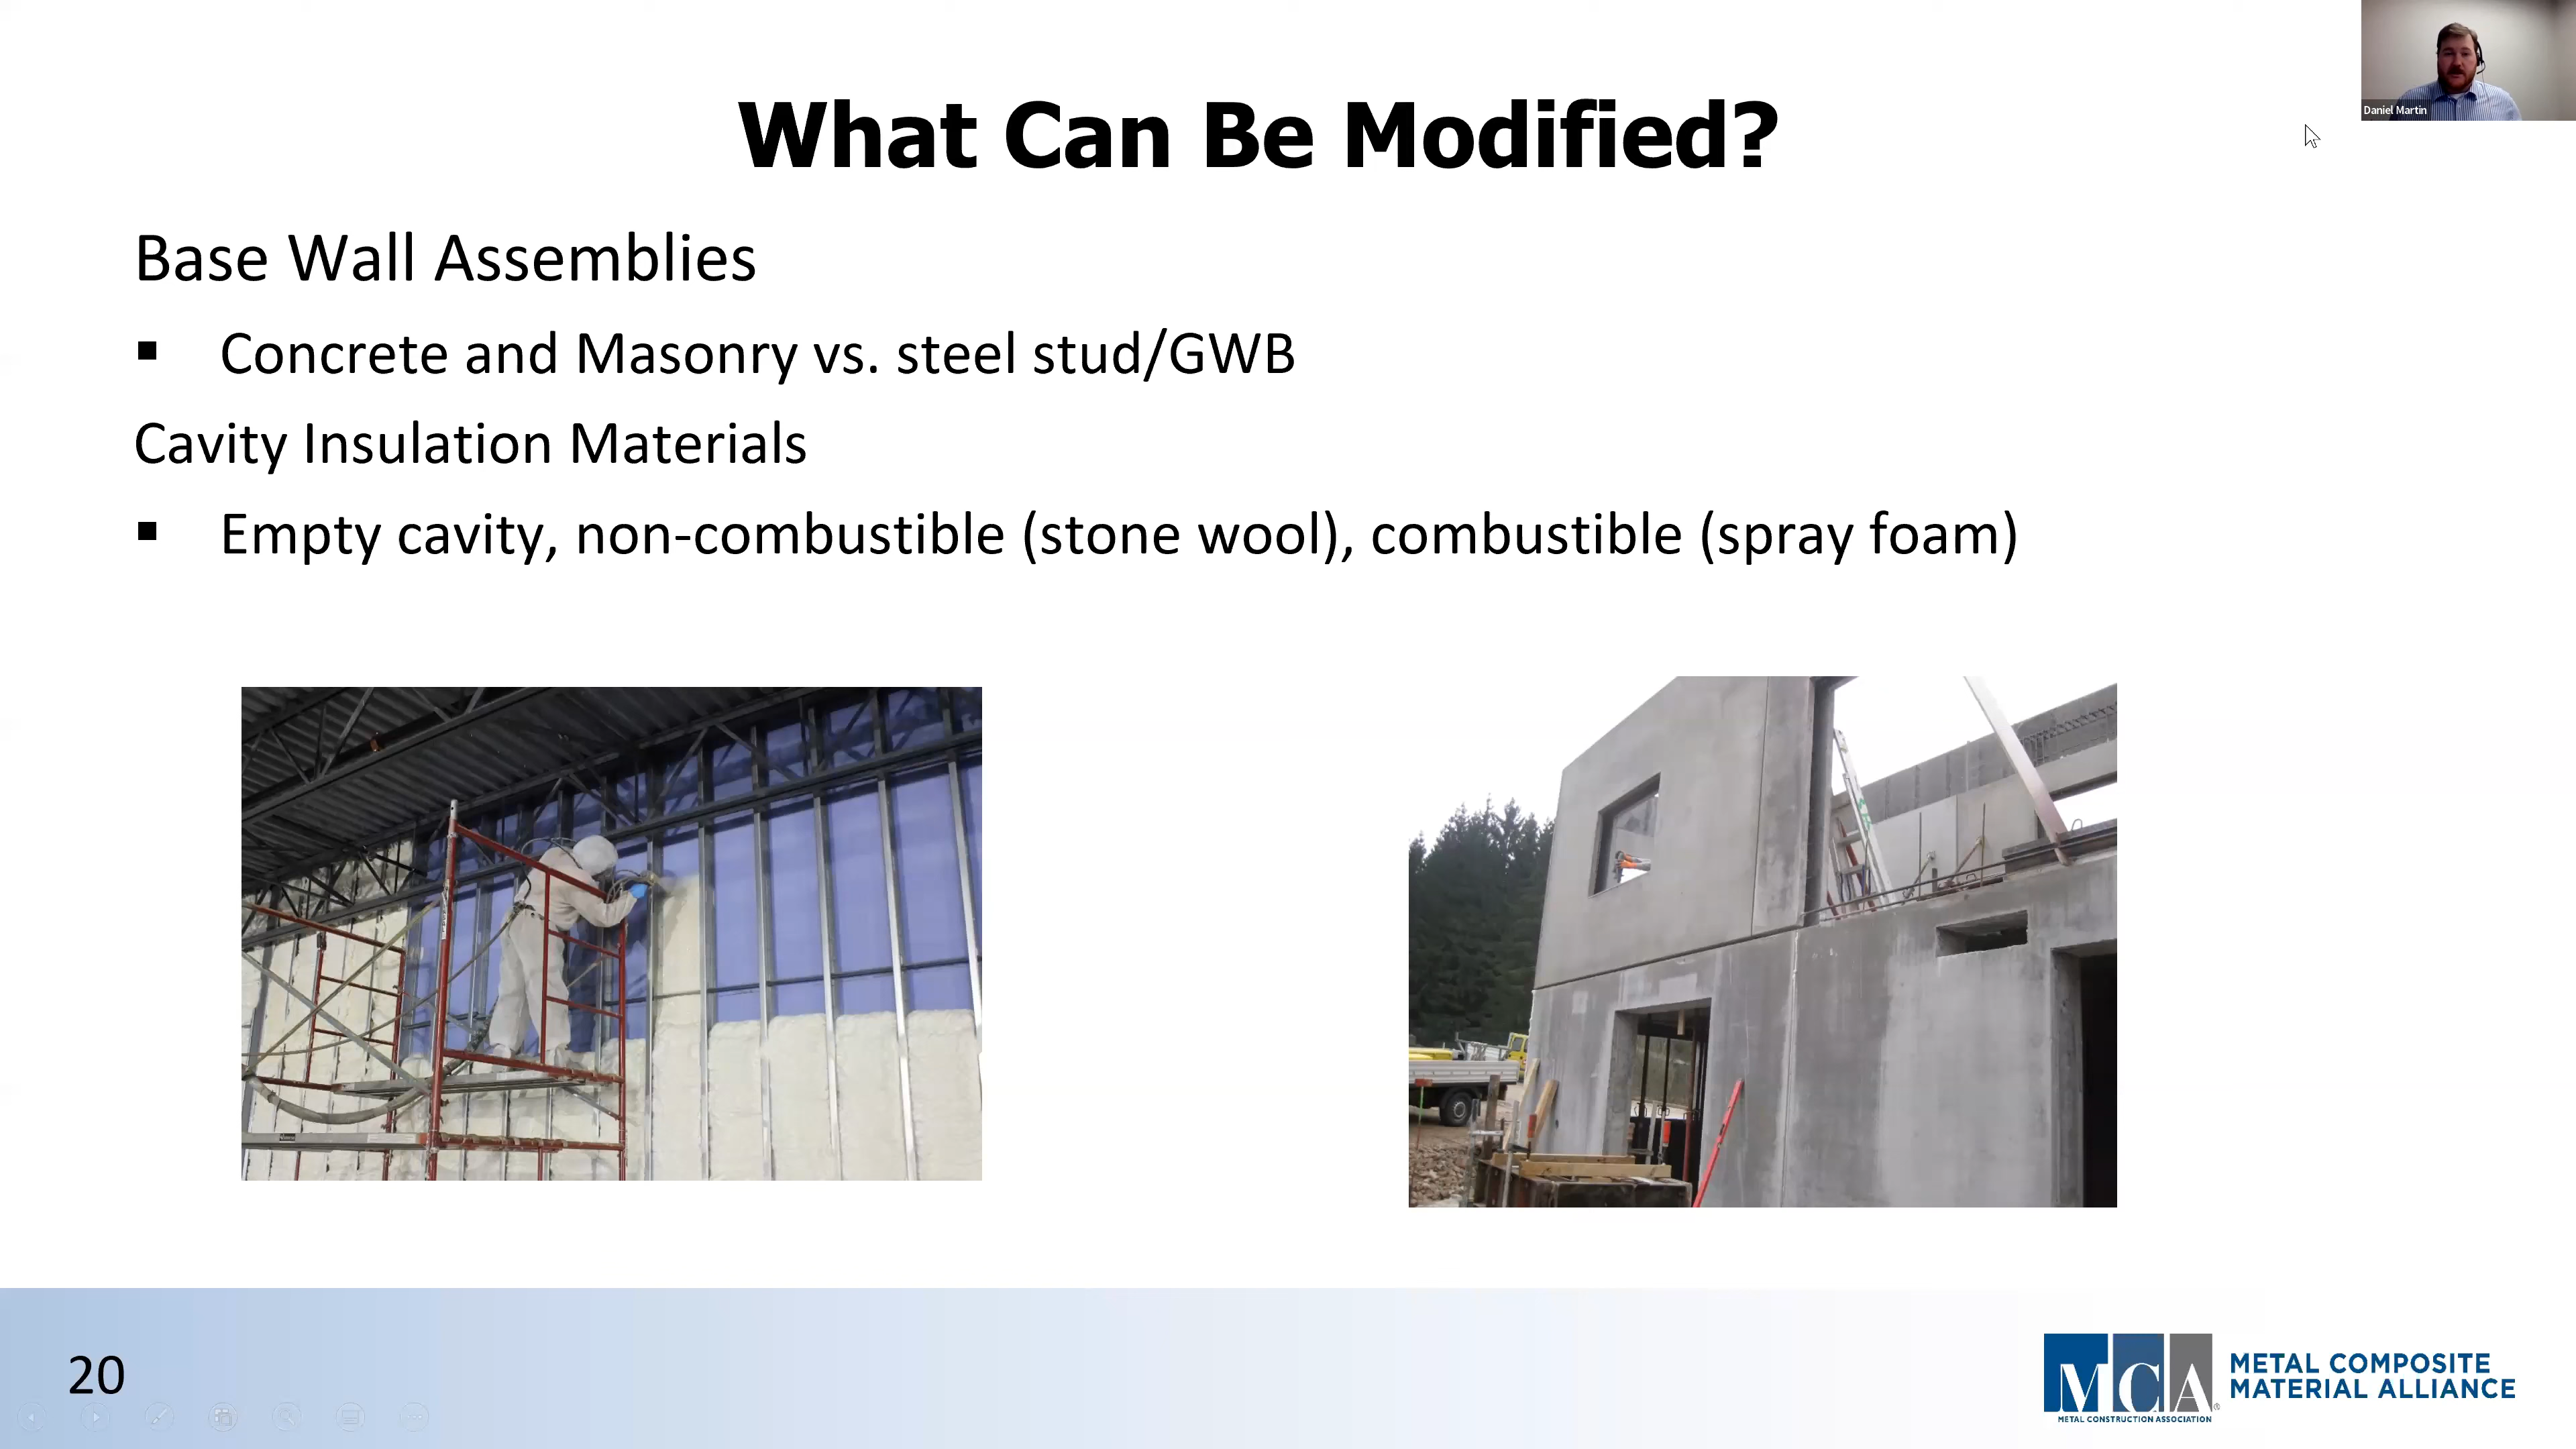 Daniel Martin
What Can Be Modified?
Base Wall Assemblies
▪ Concrete and Masonry vs. steel stud/GWB
Cavity Insulation Materials
▪ Empty cavity, non-combustible (stone wool), combustible (spray foam)
20
MCA®
METAL CONSTRUCTION ASSOCIATION
METAL COMPOSITE
MATERIAL ALLIANCE